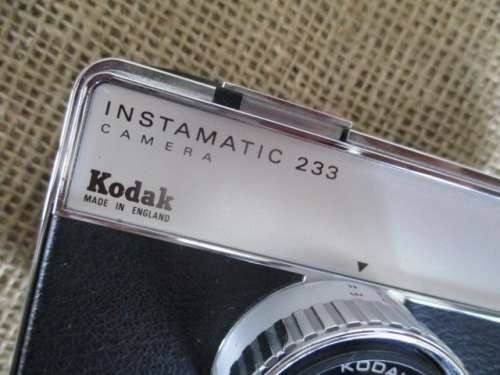 INSTAMATIC 233
CAMERA
Kodak
MADE IN ENGLAND